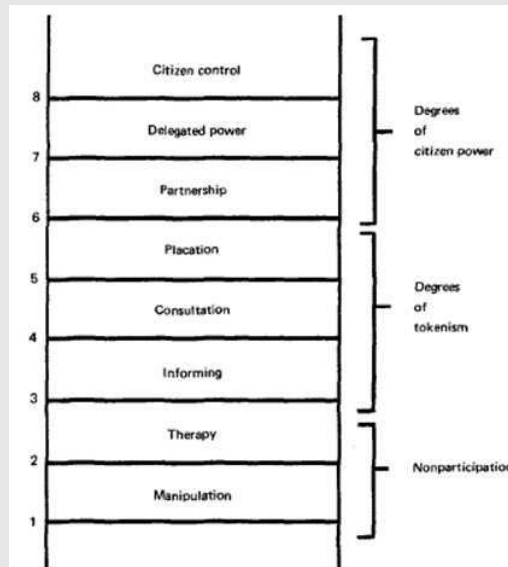 Citizen control
8
Delegated power
7
Partnership
6
Placation
5
Consultation
4
Informing
3
Therapy
2
Manipulation
1
Degrees
of
citizen power
Degrees
of
tokenism
Nonparticipation